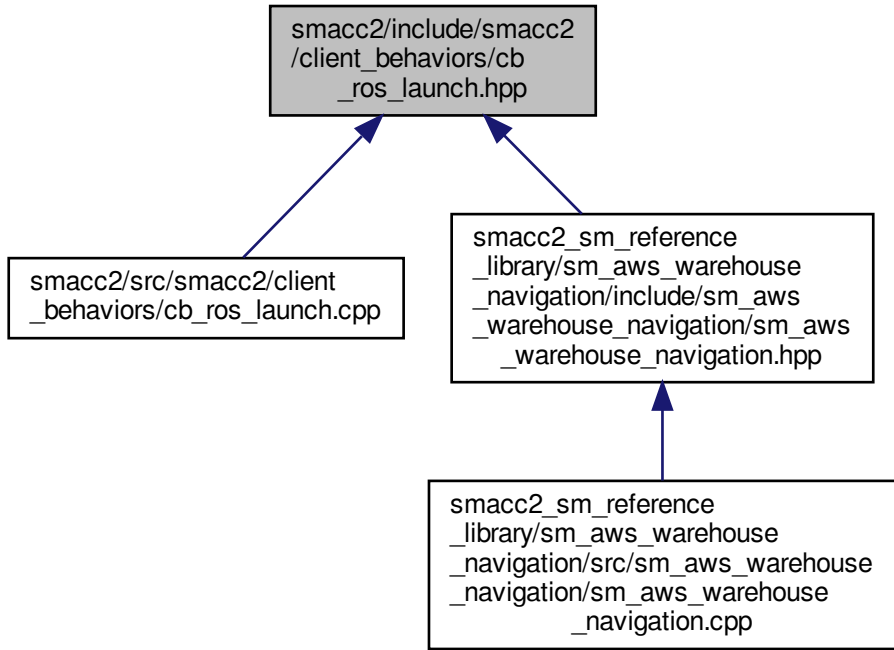 smacc2/include/smacc2
/client_behaviors/cb
_ros_launch.hpp
smacc2/src/smacc2/client
_behaviors/cb_ros_launch.cpp
smacc2_sm_reference
_library/sm_aws_warehouse
_navigation/include/sm_aws
_warehouse_navigation/sm_aws
_warehouse_navigation.hpp
smacc2_sm_reference
_library/sm_aws_warehouse
_navigation/src/sm_aws_warehouse
_navigation/sm_aws_warehouse
_navigation.cpp